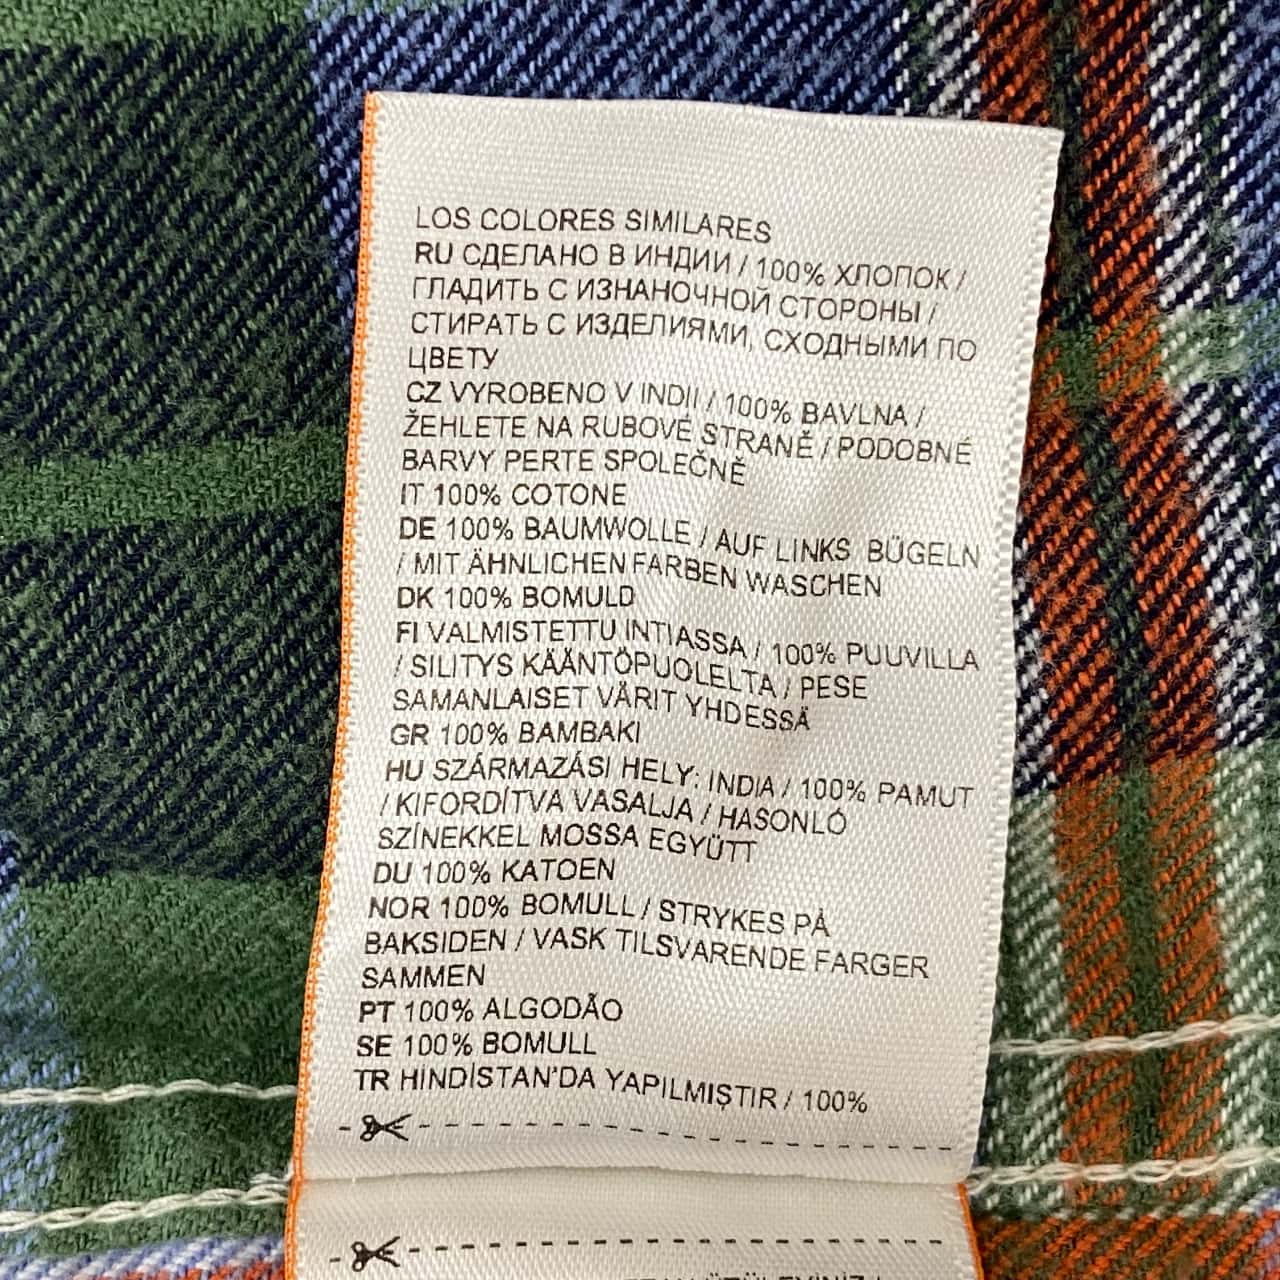 LOS COLORES SIMILARES
RU СДЕЛАНО В ИНДИИ / 100% ХЛОПОК /
ГЛАДИТЬ С ИЗНАНОЧНОЙ СТОРОНЫ /
СТИРАТЬ С ИЗДЕЛИЯМИ, СХОДНЫМИ ПО
ЦВЕТУ
CZ VYROBENO V INDII / 100% BAVLNA /
ŽEHLETE NA RUBOVÉ STRANĚ / PODOBNÉ
BARVY PERTE SPOLEČNĚ
IT 100% COTONE
DE 100% BAUMWOLLE / AUF LINKS BÜGELN
/ MIT ÄHNLICHEN FARBEN WASCHEN
DK 100% BOMULD
FI VALMISTETTU INTIASSA / 100% PUUVILLA
/ SILITYS KÄÄNTÖPUOLELTA / PESE
SAMANLAISET VÄRIT YHDESSÄ
GR 100% BAMBAKI
HU SZÁRMAZÁSI HELY: INDIA / 100% PAMUT
/ KIFORDÍTVA VASALJA / HASONLÓ
SZÍNEKKEL MOSSA EGYÜTT
DU 100% KATOEN
NOR 100% BOMULL / STRYKES PÅ
BAKSIDEN / VASK TILSVARENDE FARGER
SAMMEN
PT 100% ALGODÃO
SE 100% BOMULL
TR HİNDİSTAN'DA YAPILMIŞTIR / 100%